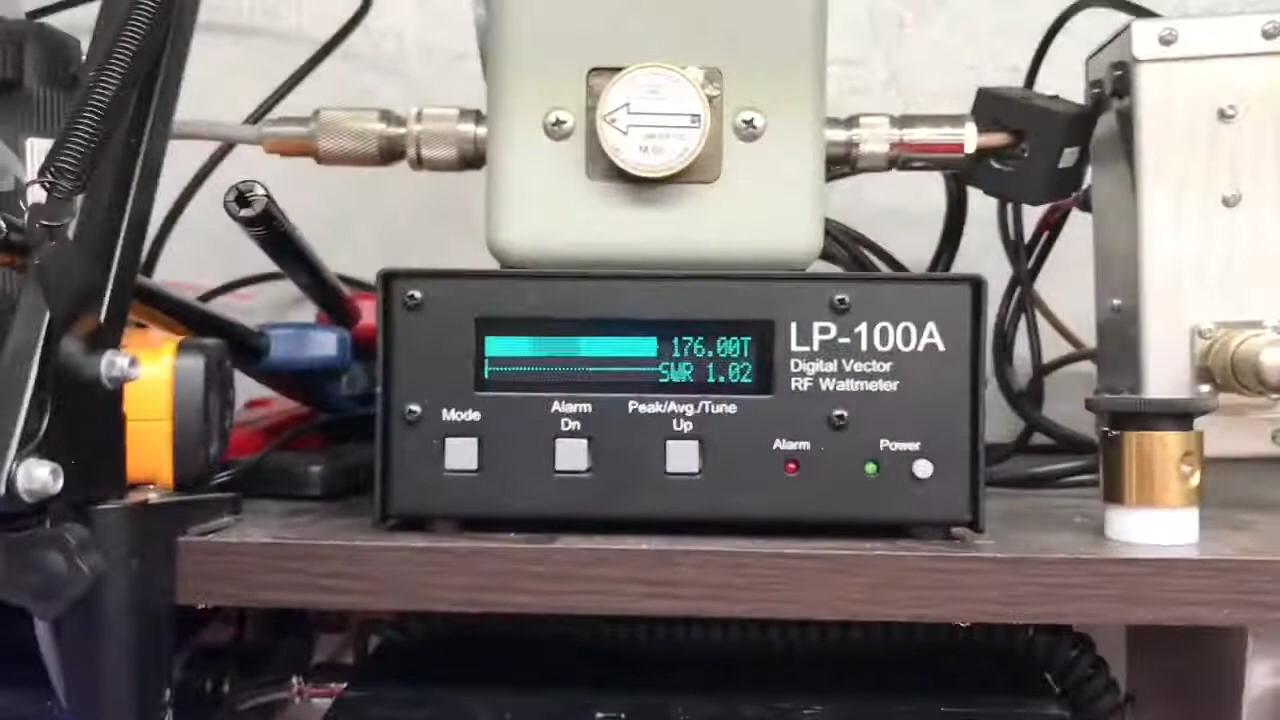 176.00T
SWR 1.02
LP-100A
Digital Vector
RF Wattmeter
Mode
Alarm
Dn
Peak/Avg./Tune
Up
Alarm
Power